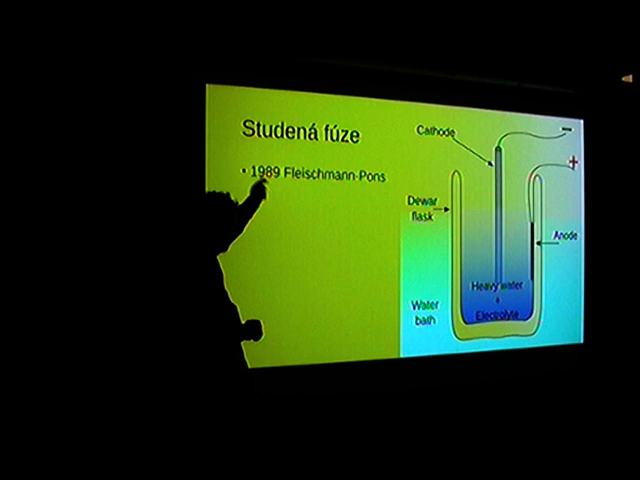 Studená fúze
• 1989 Fleischmann-Pons
Cathode
−
+
Dewar
flask
Anode
Heavy water
+
Electrolyte
Water
bath